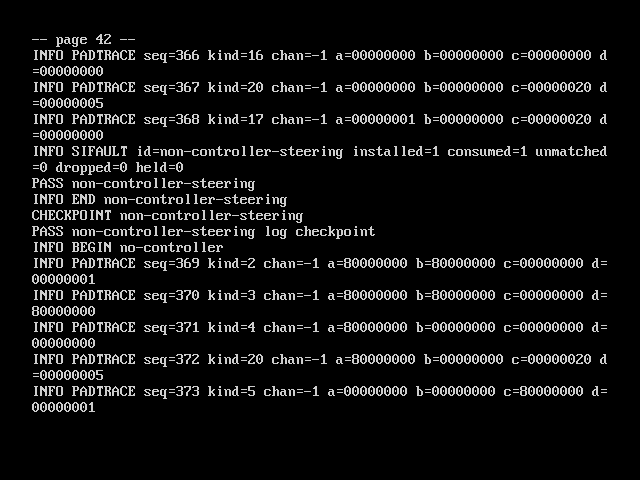 -- page 42 --
INFO PADTRACE seq=366 kind=16 chan=-1 a=00000000 b=00000000 c=00000000 d
=00000000
INFO PADTRACE seq=367 kind=20 chan=-1 a=00000000 b=00000000 c=00000020 d
=00000005
INFO PADTRACE seq=368 kind=17 chan=-1 a=00000001 b=00000000 c=00000020 d
=00000000
INFO SIFAULT id=non-controller-steering installed=1 consumed=1 unmatched
=0 dropped=0 held=0
PASS non-controller-steering
INFO END non-controller-steering
CHECKPOINT non-controller-steering
PASS non-controller-steering log checkpoint
INFO BEGIN no-controller
INFO PADTRACE seq=369 kind=2 chan=-1 a=80000000 b=80000000 c=00000000 d=
00000001
INFO PADTRACE seq=370 kind=3 chan=-1 a=80000000 b=80000000 c=00000000 d=
80000000
INFO PADTRACE seq=371 kind=4 chan=-1 a=80000000 b=00000000 c=00000000 d=
00000000
INFO PADTRACE seq=372 kind=20 chan=-1 a=80000000 b=00000000 c=00000020 d
=00000005
INFO PADTRACE seq=373 kind=5 chan=-1 a=00000000 b=00000000 c=80000000 d=
00000001